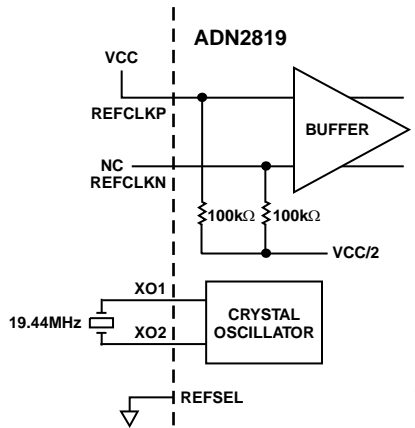 ADN2819
VCC
REFCLKP
BUFFER
NC
REFCLKN
100kΩ
100kΩ
VCC/2
XO1
CRYSTAL
OSCILLATOR
19.44MHz
XO2
REFSEL